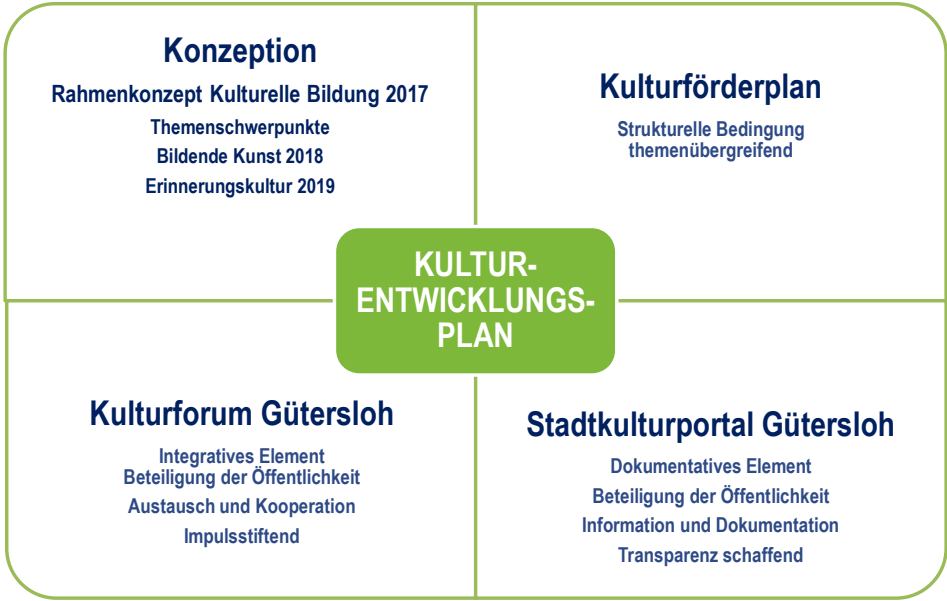 Konzeption
Rahmenkonzept Kulturelle Bildung 2017
Themenschwerpunkte
Bildende Kunst 2018
Erinnerungskultur 2019
Kulturförderplan
Strukturelle Bedingung
themenübergreifend
KULTUR-
ENTWICKLUNGS-
PLAN
Kulturforum Gütersloh
Integratives Element
Beteiligung der Öffentlichkeit
Austausch und Kooperation
Impulsstiftend
Stadtkulturportal Gütersloh
Dokumentatives Element
Beteiligung der Öffentlichkeit
Information und Dokumentation
Transparenz schaffend